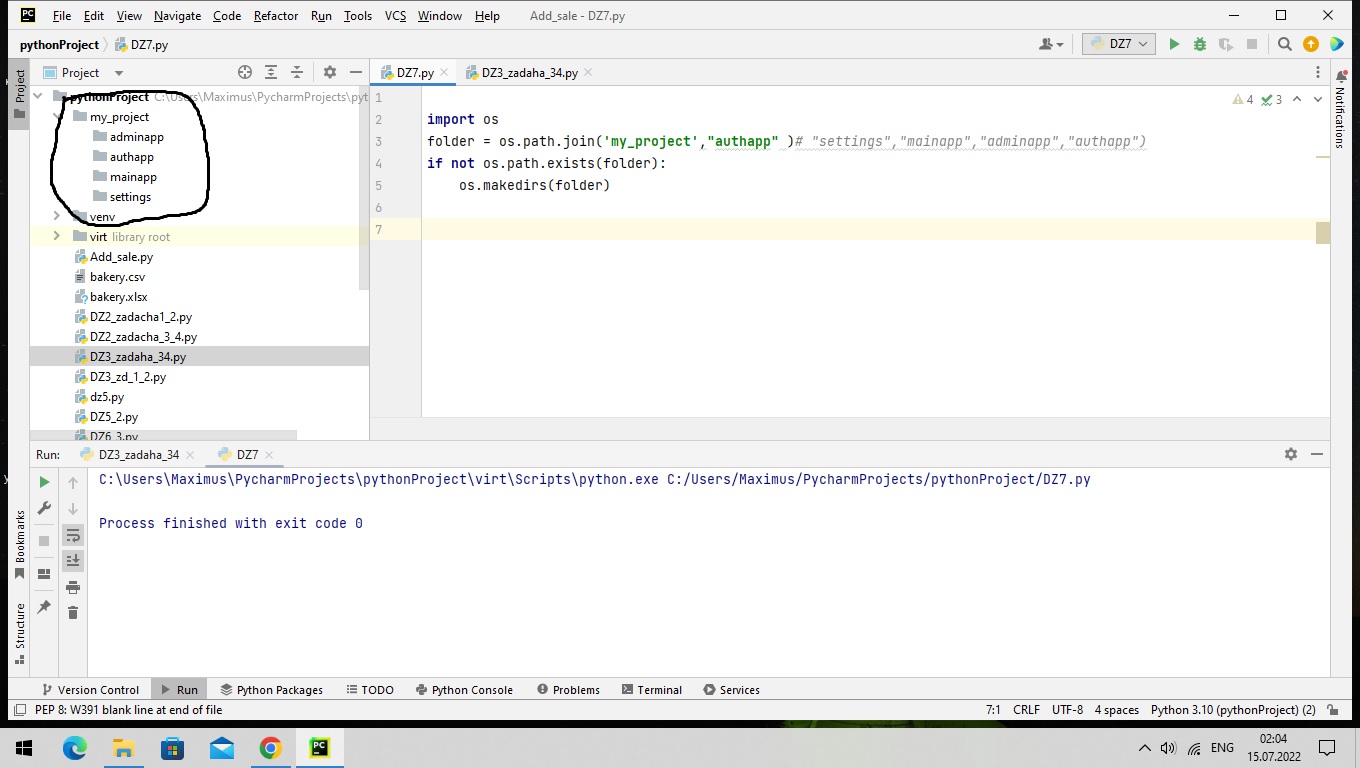 PC File Edit View Navigate Code Refactor Run Tools VCS Window Help Add_sale - DZ7.py
pythonProject DZ7.py DZ7
Project
Project
DZ7.py DZ3_zadaha_34.py
Notifications
pythonProject C:\Users\Maximus\PycharmProjects\pyt
my_project
adminapp
authapp
mainapp
settings
venv
virt library root
Add_sale.py
bakery.csv
bakery.xlsx
DZ2_zadacha1_2.py
DZ2_zadacha_3_4.py
DZ3_zadaha_34.py
DZ3_zd_1_2.py
dz5.py
DZ5_2.py
DZ6_3.py
1
2 import os
3 folder = os.path.join('my_project',"authapp" )# "settings","mainapp","adminapp","authapp")
4 if not os.path.exists(folder):
5 os.makedirs(folder)
6
7
4 3
Run: DZ3_zadaha_34 DZ7
C:\Users\Maximus\PycharmProjects\pythonProject\virt\Scripts\python.exe C:/Users/Maximus/PycharmProjects/pythonProject/DZ7.py
Process finished with exit code 0
Bookmarks
Structure
Version Control Run Python Packages TODO Python Console Problems Terminal Services
PEP 8: W391 blank line at end of file 7:1 CRLF UTF-8 4 spaces Python 3.10 (pythonProject) (2)
PC ENG 02:04
15.07.2022